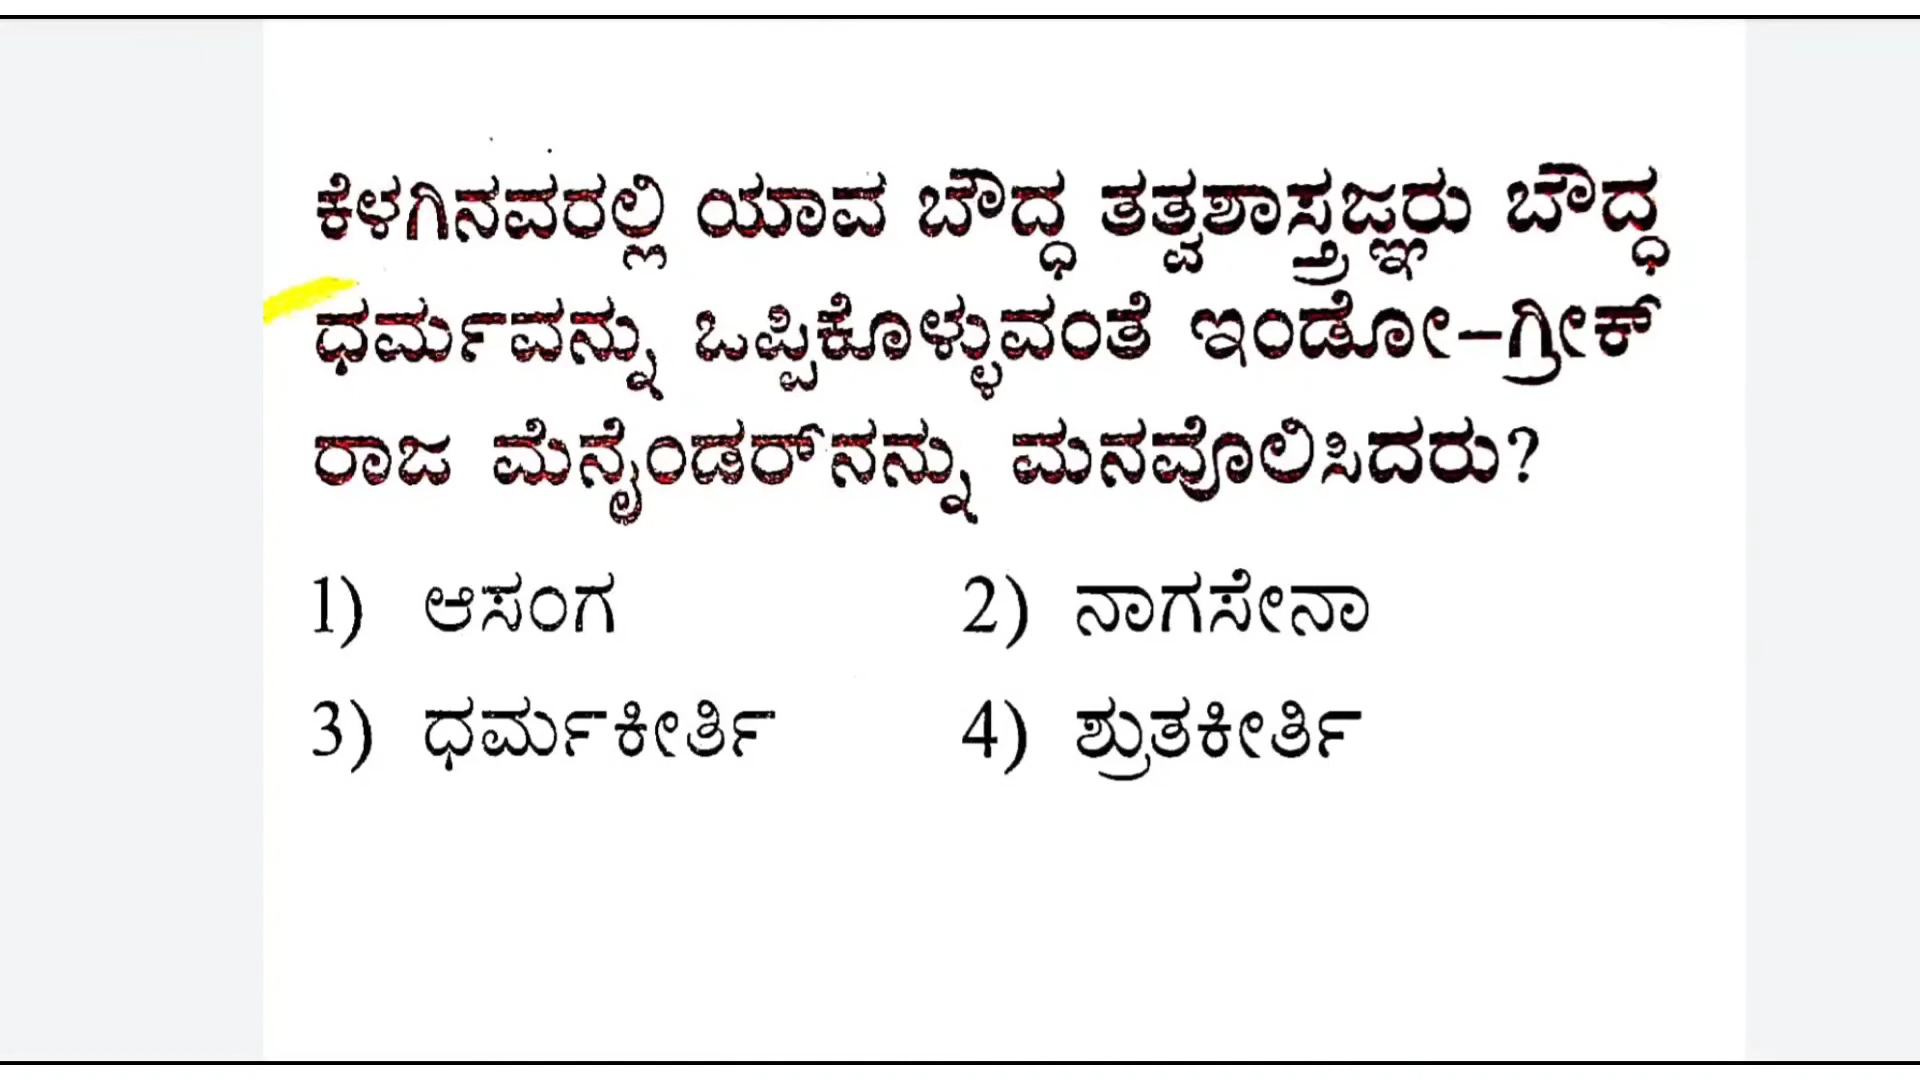 ಕೆಳಗಿನವರಲ್ಲಿ ಯಾವ ಬೌದ್ಧ ತತ್ವಶಾಸ್ತ್ರಜ್ಞರು ಬೌದ್ಧ
ಧರ್ಮವನ್ನು ಒಪ್ಪಿಕೊಳ್ಳುವಂತೆ ಇಂಡೋ–ಗ್ರೀಕ್
ರಾಜ ಮೆನೈಂಡರ್‌ನನ್ನು ಮನವೊಲಿಸಿದರು?
1) ಆಸಂಗ 2) ನಾಗಸೇನಾ
3) ಧರ್ಮಕೀರ್ತಿ 4) ಶ್ರುತಕೀರ್ತಿ